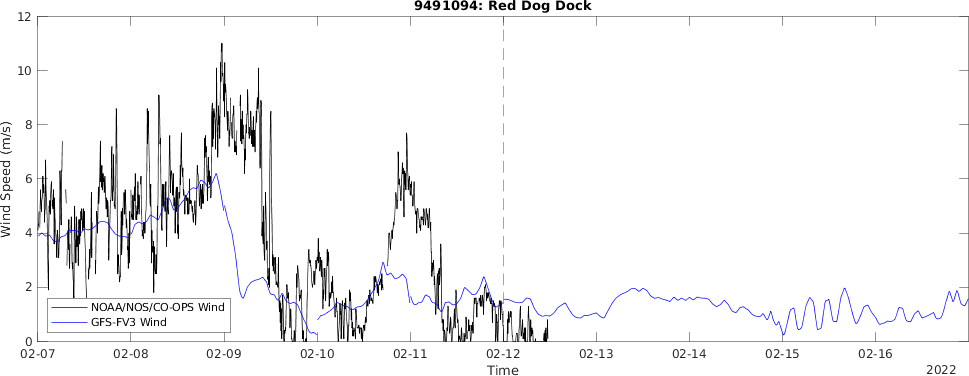 9491094: Red Dog Dock
Wind Speed (m/s)
12
10
8
6
4
2
0
NOAA/NOS/CO-OPS Wind
GFS-FV3 Wind
02-07 02-08 02-09 02-10 02-11 02-12 02-13 02-14 02-15 02-16
Time
2022